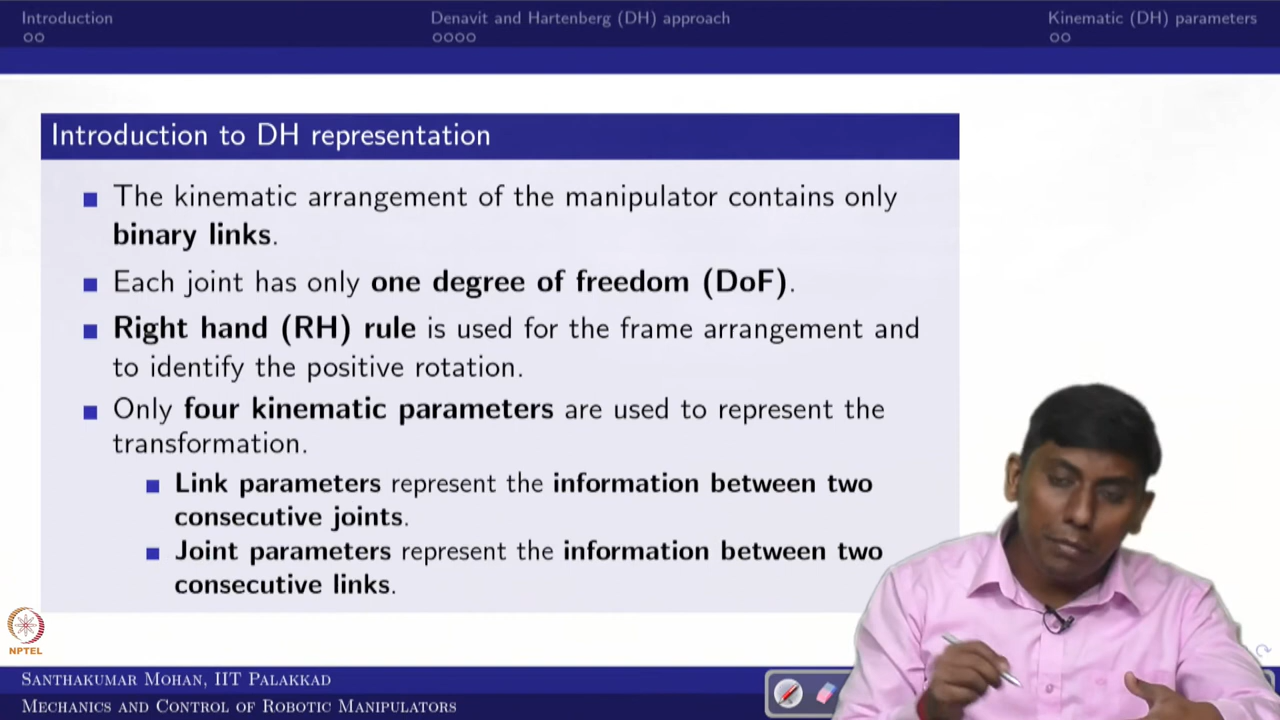 Introduction
Denavit and Hartenberg (DH) approach
Kinematic (DH) parameters
Introduction to DH representation
The kinematic arrangement of the manipulator contains only
binary links.
Each joint has only one degree of freedom (DoF).
Right hand (RH) rule is used for the frame arrangement and
to identify the positive rotation.
Only four kinematic parameters are used to represent the
transformation.
Link parameters represent the information between two
consecutive joints.
Joint parameters represent the information between two
consecutive links.
NPTEL
Santhakumar Mohan, IIT Palakkad
Mechanics and Control of Robotic Manipulators